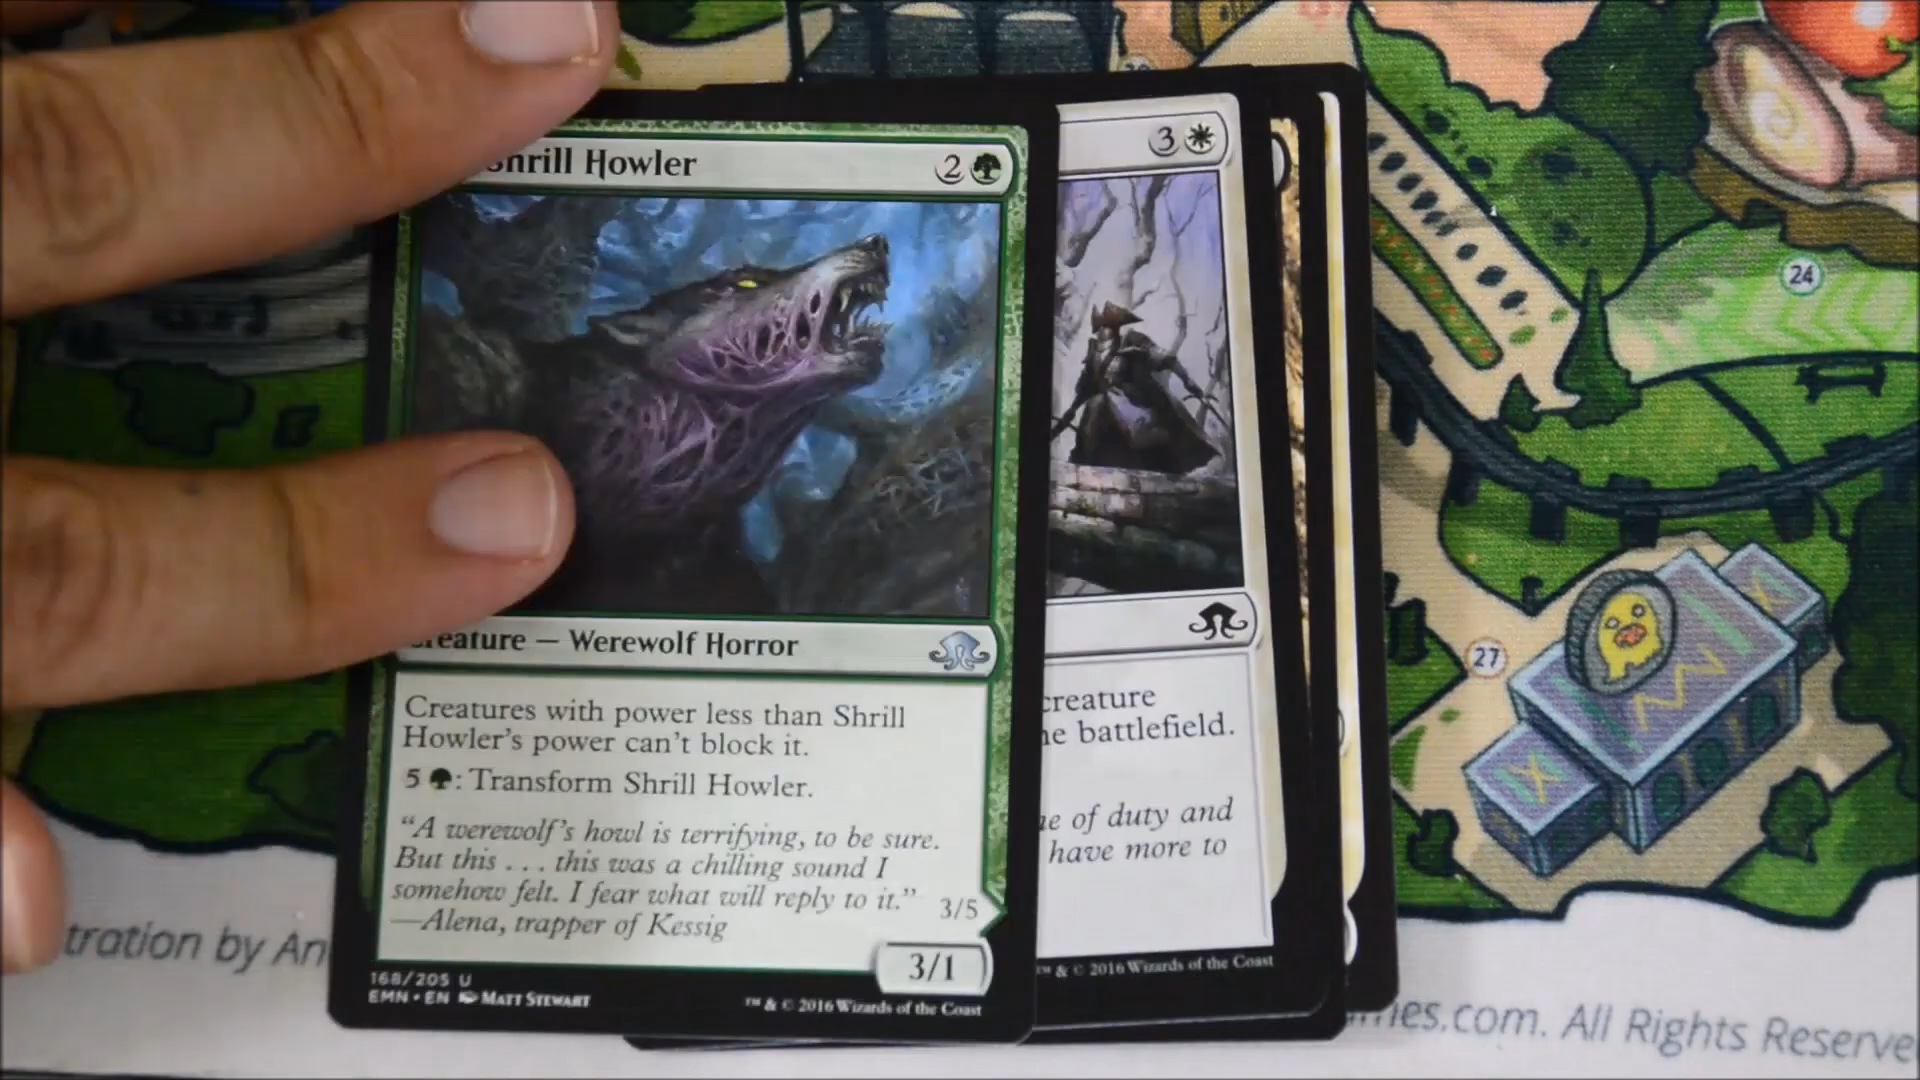 Shrill Howler 2
Creature — Werewolf Horror
Creatures with power less than Shrill
Howler's power can't block it.
5 : Transform Shrill Howler.
"A werewolf's howl is terrifying, to be sure.
But this . . . this was a chilling sound I
somehow felt. I fear what will reply to it."
—Alena, trapper of Kessig
3/5
3/1
168/205 U
EMN • EN MATT STEWART
™ & © 2016 Wizards of the Coast
3
creature
battlefield.
of duty and
have more to
™ & © 2016 Wizards of the Coast
24
27
tration by An
mes.com. All Rights Reserve